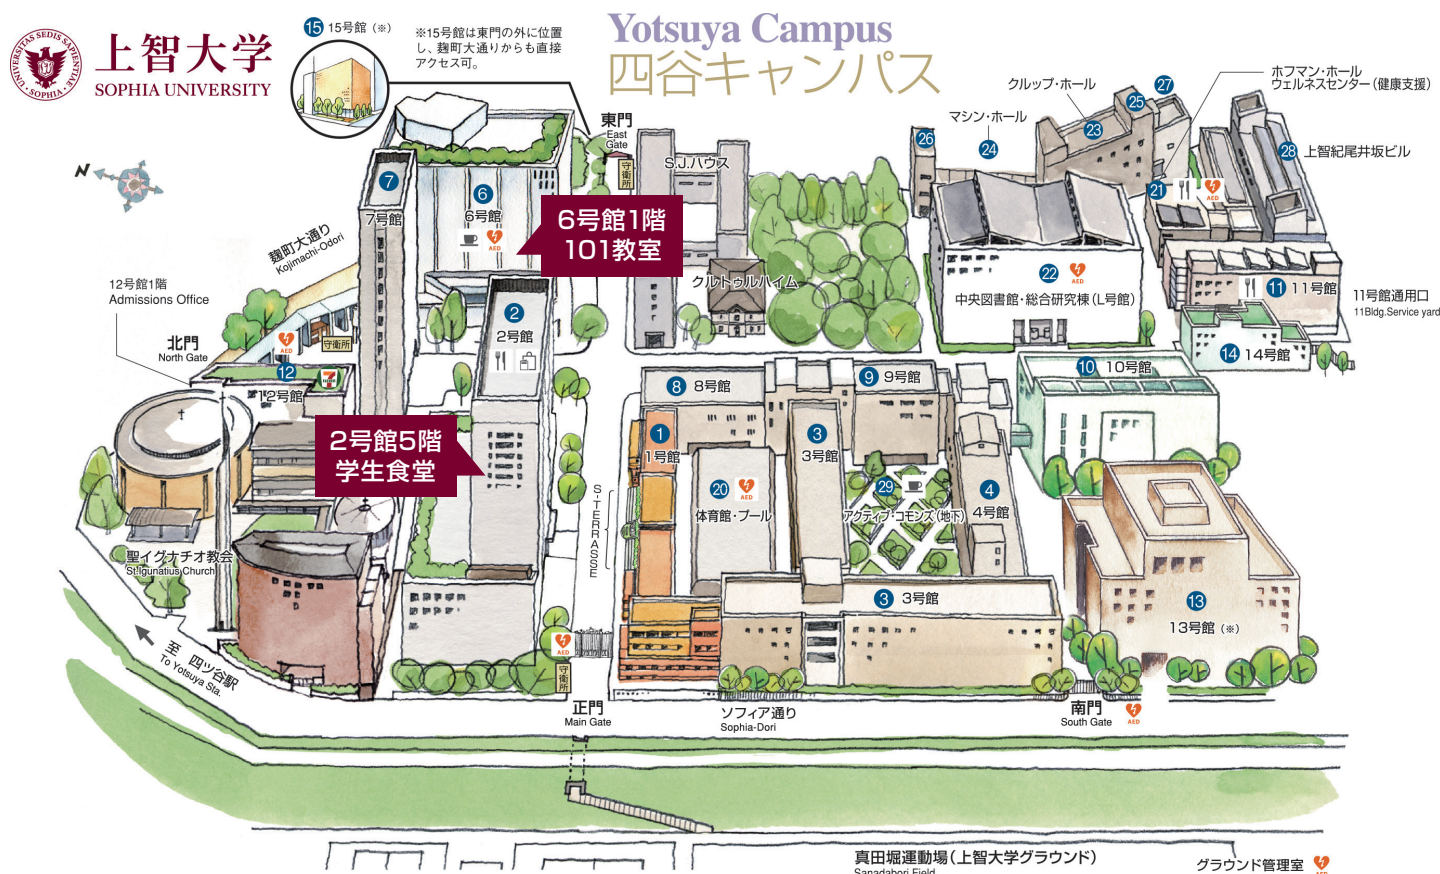 上智大学
SOPHIA UNIVERSITY
UNIVERSITAS SEDIS SAPIENTIAE
SOPHIA
15 15号館（※）
※15号館は東門の外に位置
し、麹町大通りからも直接
アクセス可。
Yotsuya Campus
四谷キャンパス
東門
East
Gate
守衛所
S.J.ハウス
クルップ・ホール
マシン・ホール
ホフマン・ホール
ウェルネスセンター（健康支援）
27
25
23
24
26
21
AED
28 上智紀尾井坂ビル
N
7
7号館
6
6号館
AED
6号館1階
101教室
麹町大通り
Kojimachi-Odori
12号館1階
Admissions Office
北門
North Gate
AED
守衛所
12
12号館
7
2
2号館
クルトゥルハイム
22
AED
中央図書館・総合研究棟（L号館）
11 11号館
11号館通用口
11Bldg.Service yard
14 14号館
10 10号館
8 8号館
9 9号館
2号館5階
学生食堂
1
1号館
3
3号館
20
AED
体育館・プール
29
アクティブ・コモンズ（地下）
4
4号館
S-TERRASSE
聖イグナチオ教会
St.Igunatius Church
3 3号館
13
13号館（※）
至 四ツ谷駅
To Yotsuya Sta.
AED
守衛所
正門
Main Gate
ソフィア通り
Sophia-Dori
南門
South Gate
AED
真田堀運動場（上智大学グラウンド）
Sanadabori Field
グラウンド管理室
AED